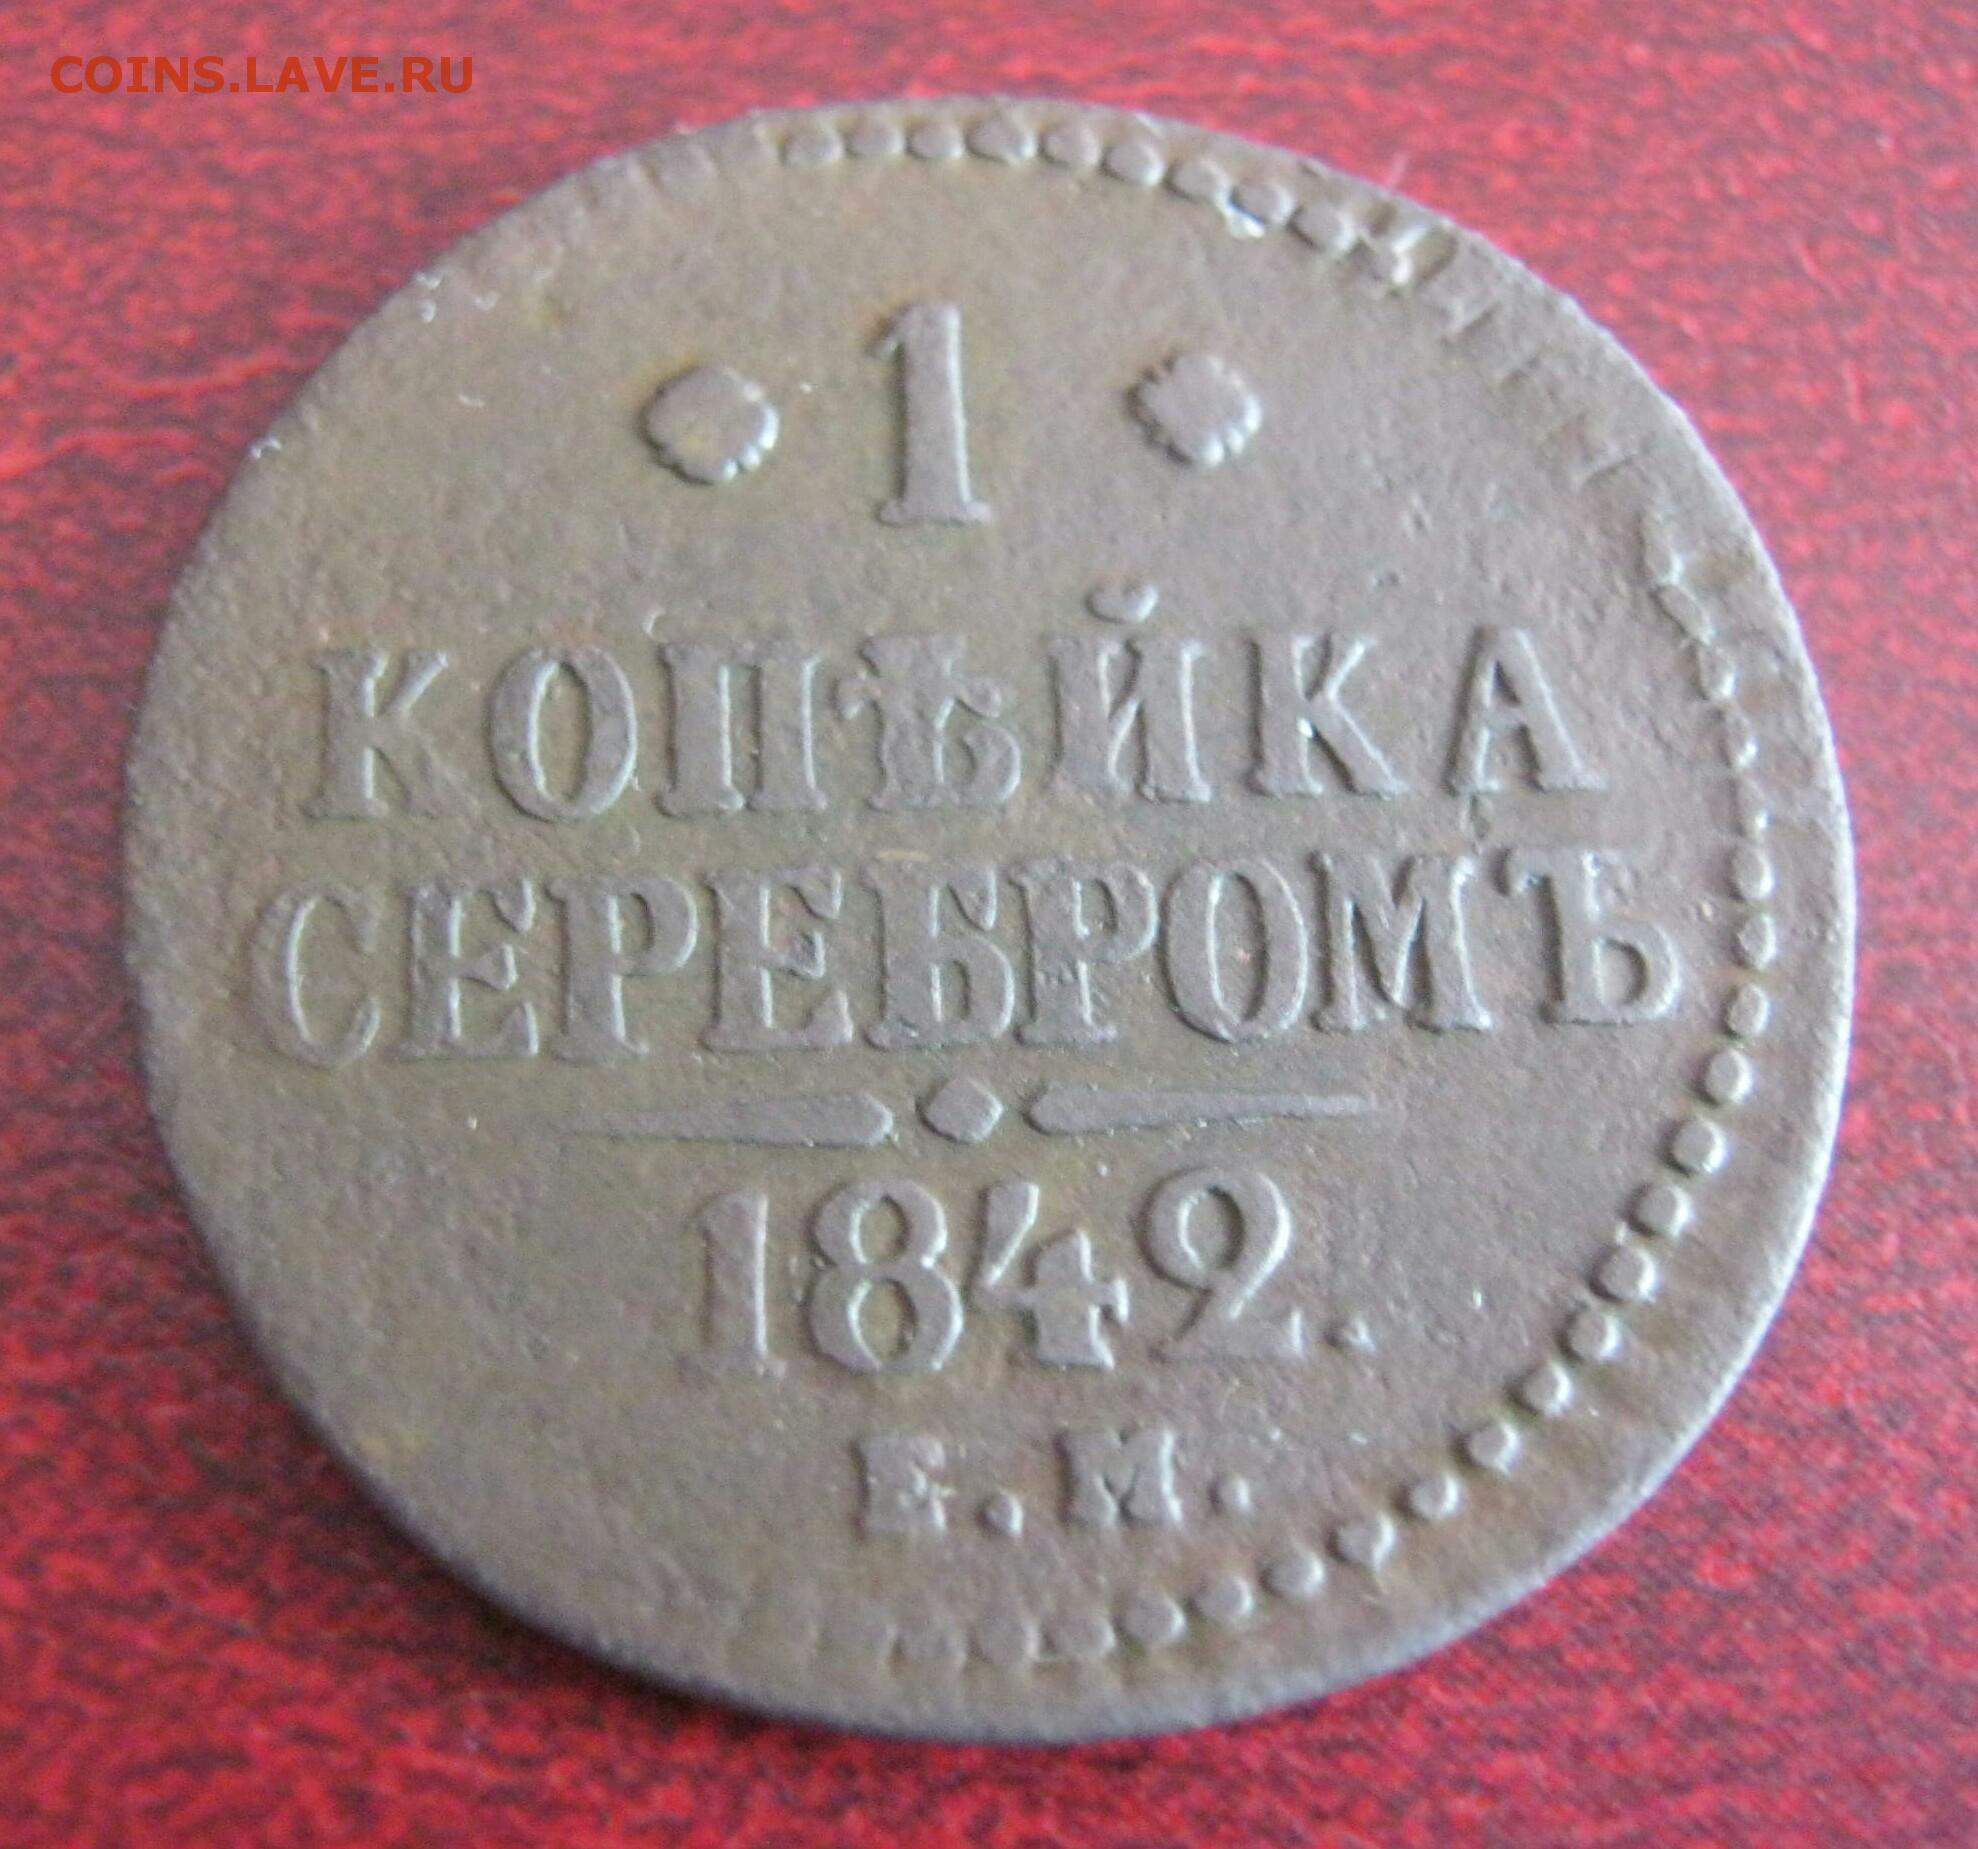 COINS.LAVE.RU
1
КОПѢЙКА
СЕРЕБРОМЪ
1842.
Е.М.